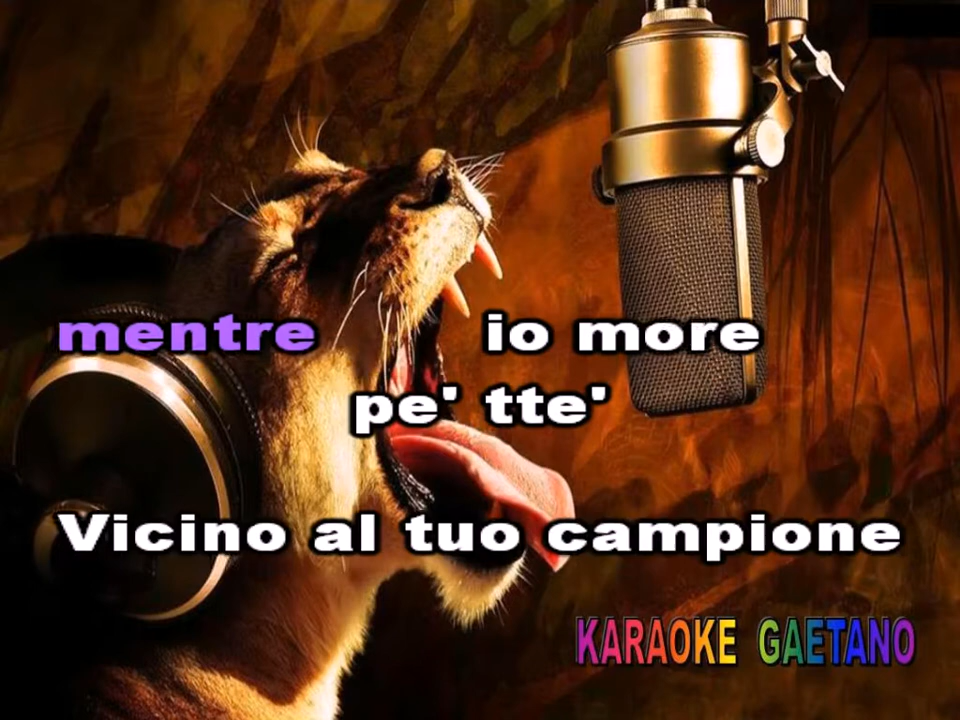 mentre io more
pe' tte'
Vicino al tuo campione
KARAOKE GAETANO